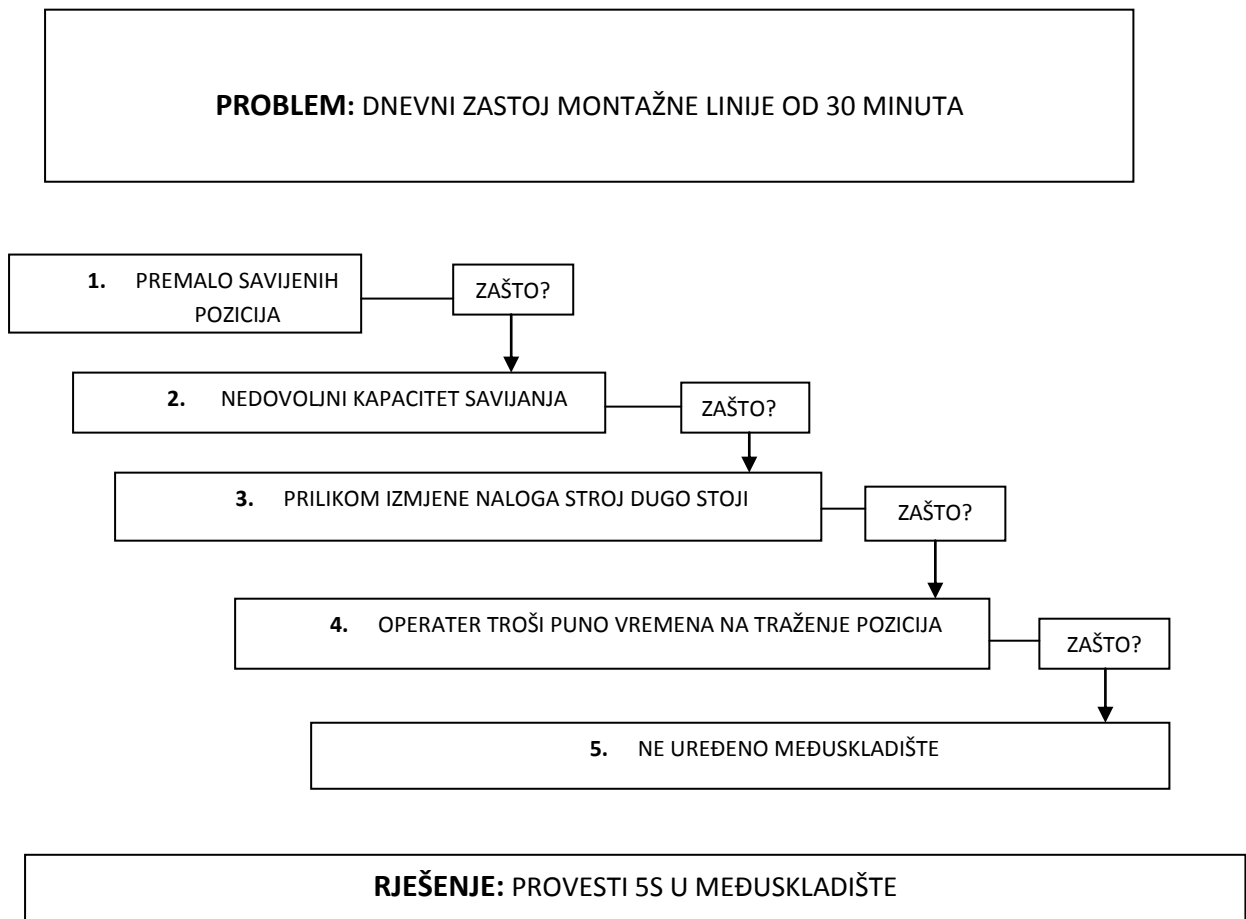 PROBLEM: DNEVNI ZASTOJ MONTAŽNE LINIJE OD 30 MINUTA
1. PREMALO SAVIJENIH
POZICIJA
ZAŠTO?
2. NEDOVOLJNI KAPACITET SAVIJANJA
ZAŠTO?
3. PRILIKOM IZMJENE NALOGA STROJ DUGO STOJI
ZAŠTO?
4. OPERATER TROŠI PUNO VREMENA NA TRAŽENJE POZICIJA
ZAŠTO?
5. NE UREĐENO MEĐUSKLADIŠTE
RJEŠENJE: PROVESTI 5S U MEĐUSKLADIŠTE